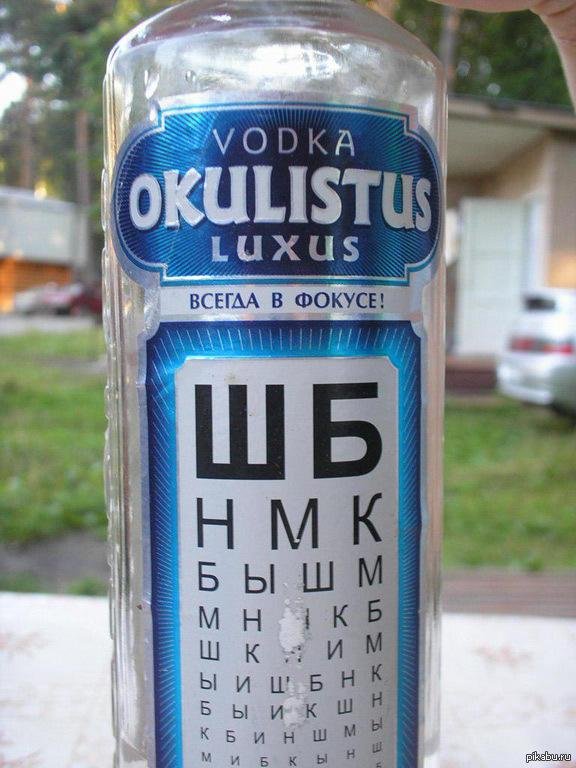 VODKA
OKULISTUS
LUXUS
ВСЕГДА В ФОКУСЕ!
Ш Б
Н М К
Б Ы Ш М
М Н К Б
Ш К И М
Ы И Ш Б Н К
Б Ы И К Ш Н
К Б И Н Ш М Ы
М И Б К Ы Н Ш
pikabu.ru